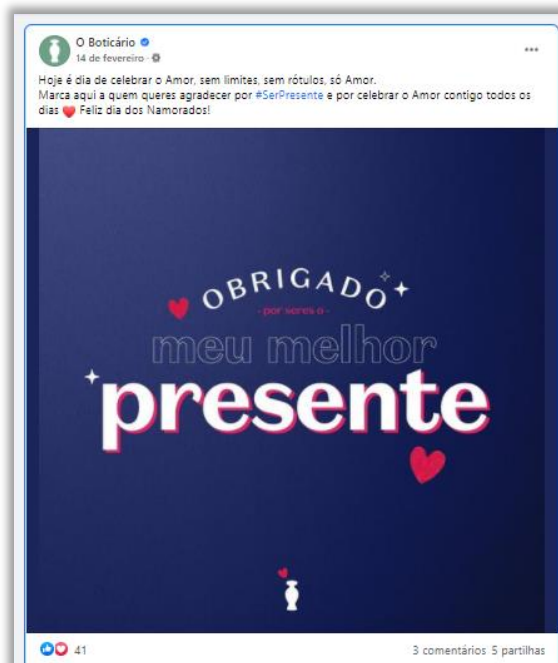 O Boticário
14 de fevereiro ·
Hoje é dia de celebrar o Amor, sem limites, sem rótulos, só Amor.
Marca aqui a quem queres agradecer por #SerPresente e por celebrar o Amor contigo todos os
dias ❤️ Feliz dia dos Namorados!
OBRIGADO
- por seres o -
meu melhor
presente
41
3 comentários 5 partilhas